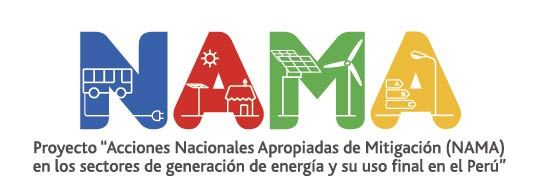 NAMA
Proyecto “Acciones Nacionales Apropiadas de Mitigación (NAMA)
en los sectores de generación de energía y su uso final en el Perú”